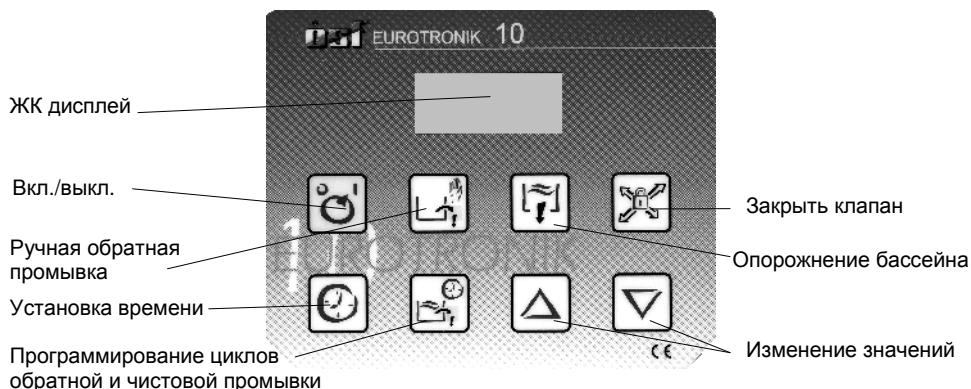 EUROTRONIK 10
ЖК дисплей
Вкл./выкл.
Ручная обратная
промывка
Установка времени
Программирование циклов
обратной и чистовой промывки
Закрыть клапан
Опорожнение бассейна
Изменение значений
10
EUROTRONIK
CE